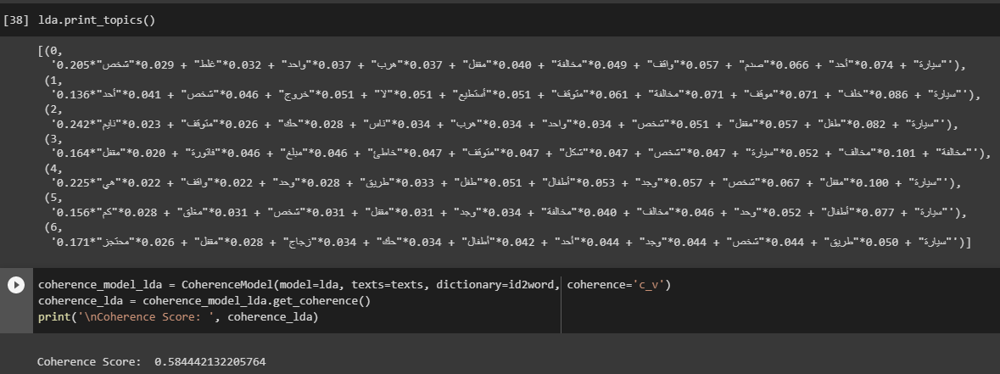 [38] lda.print_topics()
[(0,
'0.205*"سيارة" + 0.074*"أحد" + 0.066*"صدم" + 0.057*"واقف" + 0.049*"مخالفة" + 0.040*"مقفل" + 0.037*"هرب" + 0.037*"واحد" + 0.032*"غلط" + 0.029*"شخص"'),
(1,
'0.136*"سيارة" + 0.086*"خلف" + 0.071*"موقف" + 0.071*"مخالفة" + 0.061*"متوقف" + 0.051*"أستطيع" + 0.051*"لا" + 0.051*"خروج" + 0.046*"شخص" + 0.041*"أحد"'),
(2,
'0.242*"سيارة" + 0.082*"طفل" + 0.057*"مقفل" + 0.051*"شخص" + 0.034*"واحد" + 0.034*"هرب" + 0.034*"ناس" + 0.028*"حك" + 0.026*"متوقف" + 0.023*"نايم"'),
(3,
'0.164*"مخالفة" + 0.101*"مخالف" + 0.052*"سيارة" + 0.047*"شخص" + 0.047*"شكل" + 0.047*"متوقف" + 0.047*"خاطئ" + 0.046*"مبلغ" + 0.046*"فاتورة" + 0.020*"مقفل"'),
(4,
'0.225*"سيارة" + 0.100*"مقفل" + 0.067*"شخص" + 0.057*"وجد" + 0.053*"أطفال" + 0.051*"طفل" + 0.033*"طريق" + 0.028*"وحد" + 0.022*"واقف" + 0.022*"هي"'),
(5,
'0.156*"سيارة" + 0.077*"أطفال" + 0.052*"وحد" + 0.046*"مخالف" + 0.040*"مخالفة" + 0.034*"وجد" + 0.031*"مقفل" + 0.031*"شخص" + 0.031*"مغلق" + 0.028*"كم"'),
(6,
'0.171*"سيارة" + 0.050*"طريق" + 0.044*"شخص" + 0.044*"وجد" + 0.044*"أحد" + 0.042*"أطفال" + 0.034*"حك" + 0.034*"زجاج" + 0.028*"مقفل" + 0.026*"محتجز"')]
coherence_model_lda = CoherenceModel(model=lda, texts=texts, dictionary=id2word, coherence='c_v')
coherence_lda = coherence_model_lda.get_coherence()
print('\nCoherence Score: ', coherence_lda)
Coherence Score:  0.584442132205764